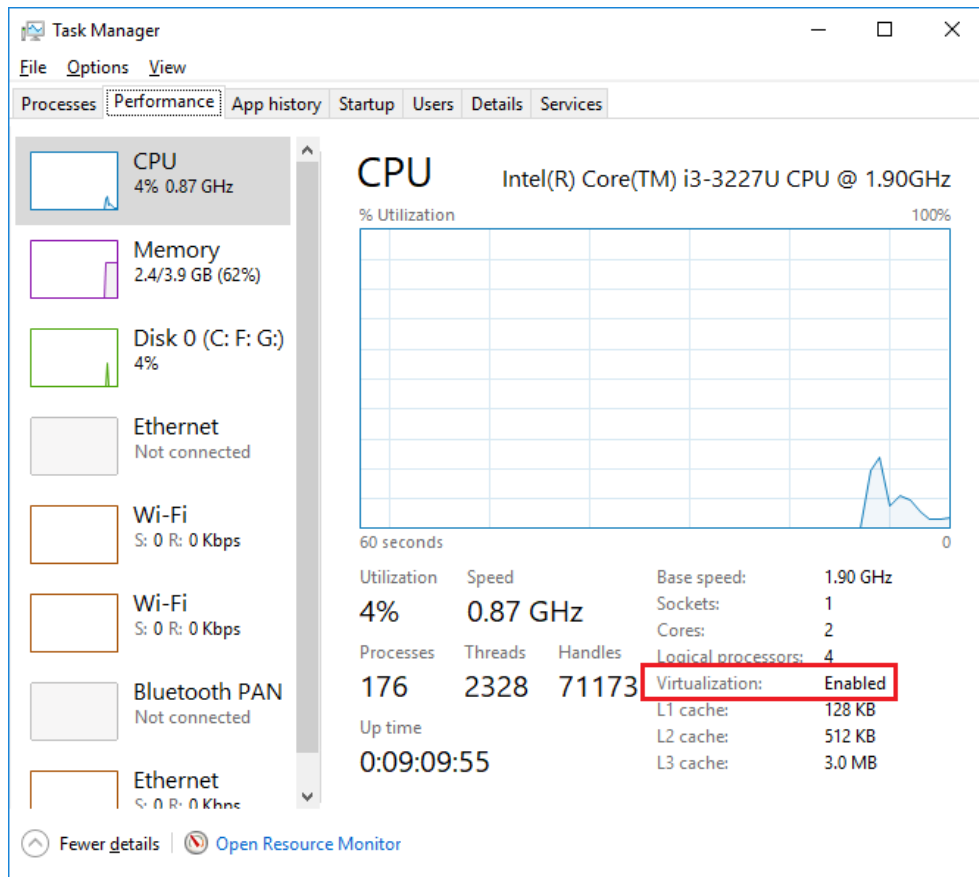 Task Manager
File Options View
Processes Performance App history Startup Users Details Services
CPU
4% 0.87 GHz
Memory
2.4/3.9 GB (62%)
Disk 0 (C: F: G:)
4%
Ethernet
Not connected
Wi-Fi
S: 0 R: 0 Kbps
Wi-Fi
S: 0 R: 0 Kbps
Bluetooth PAN
Not connected
Ethernet
S: 0 R: 0 Kbps
CPU Intel(R) Core(TM) i3-3227U CPU @ 1.90GHz
% Utilization 100%
60 seconds 0
Utilization Speed
4% 0.87 GHz
Processes Threads Handles
176 2328 71173
Up time
0:09:09:55
Base speed: 1.90 GHz
Sockets: 1
Cores: 2
Logical processors: 4
Virtualization: Enabled
L1 cache: 128 KB
L2 cache: 512 KB
L3 cache: 3.0 MB
Fewer details Open Resource Monitor